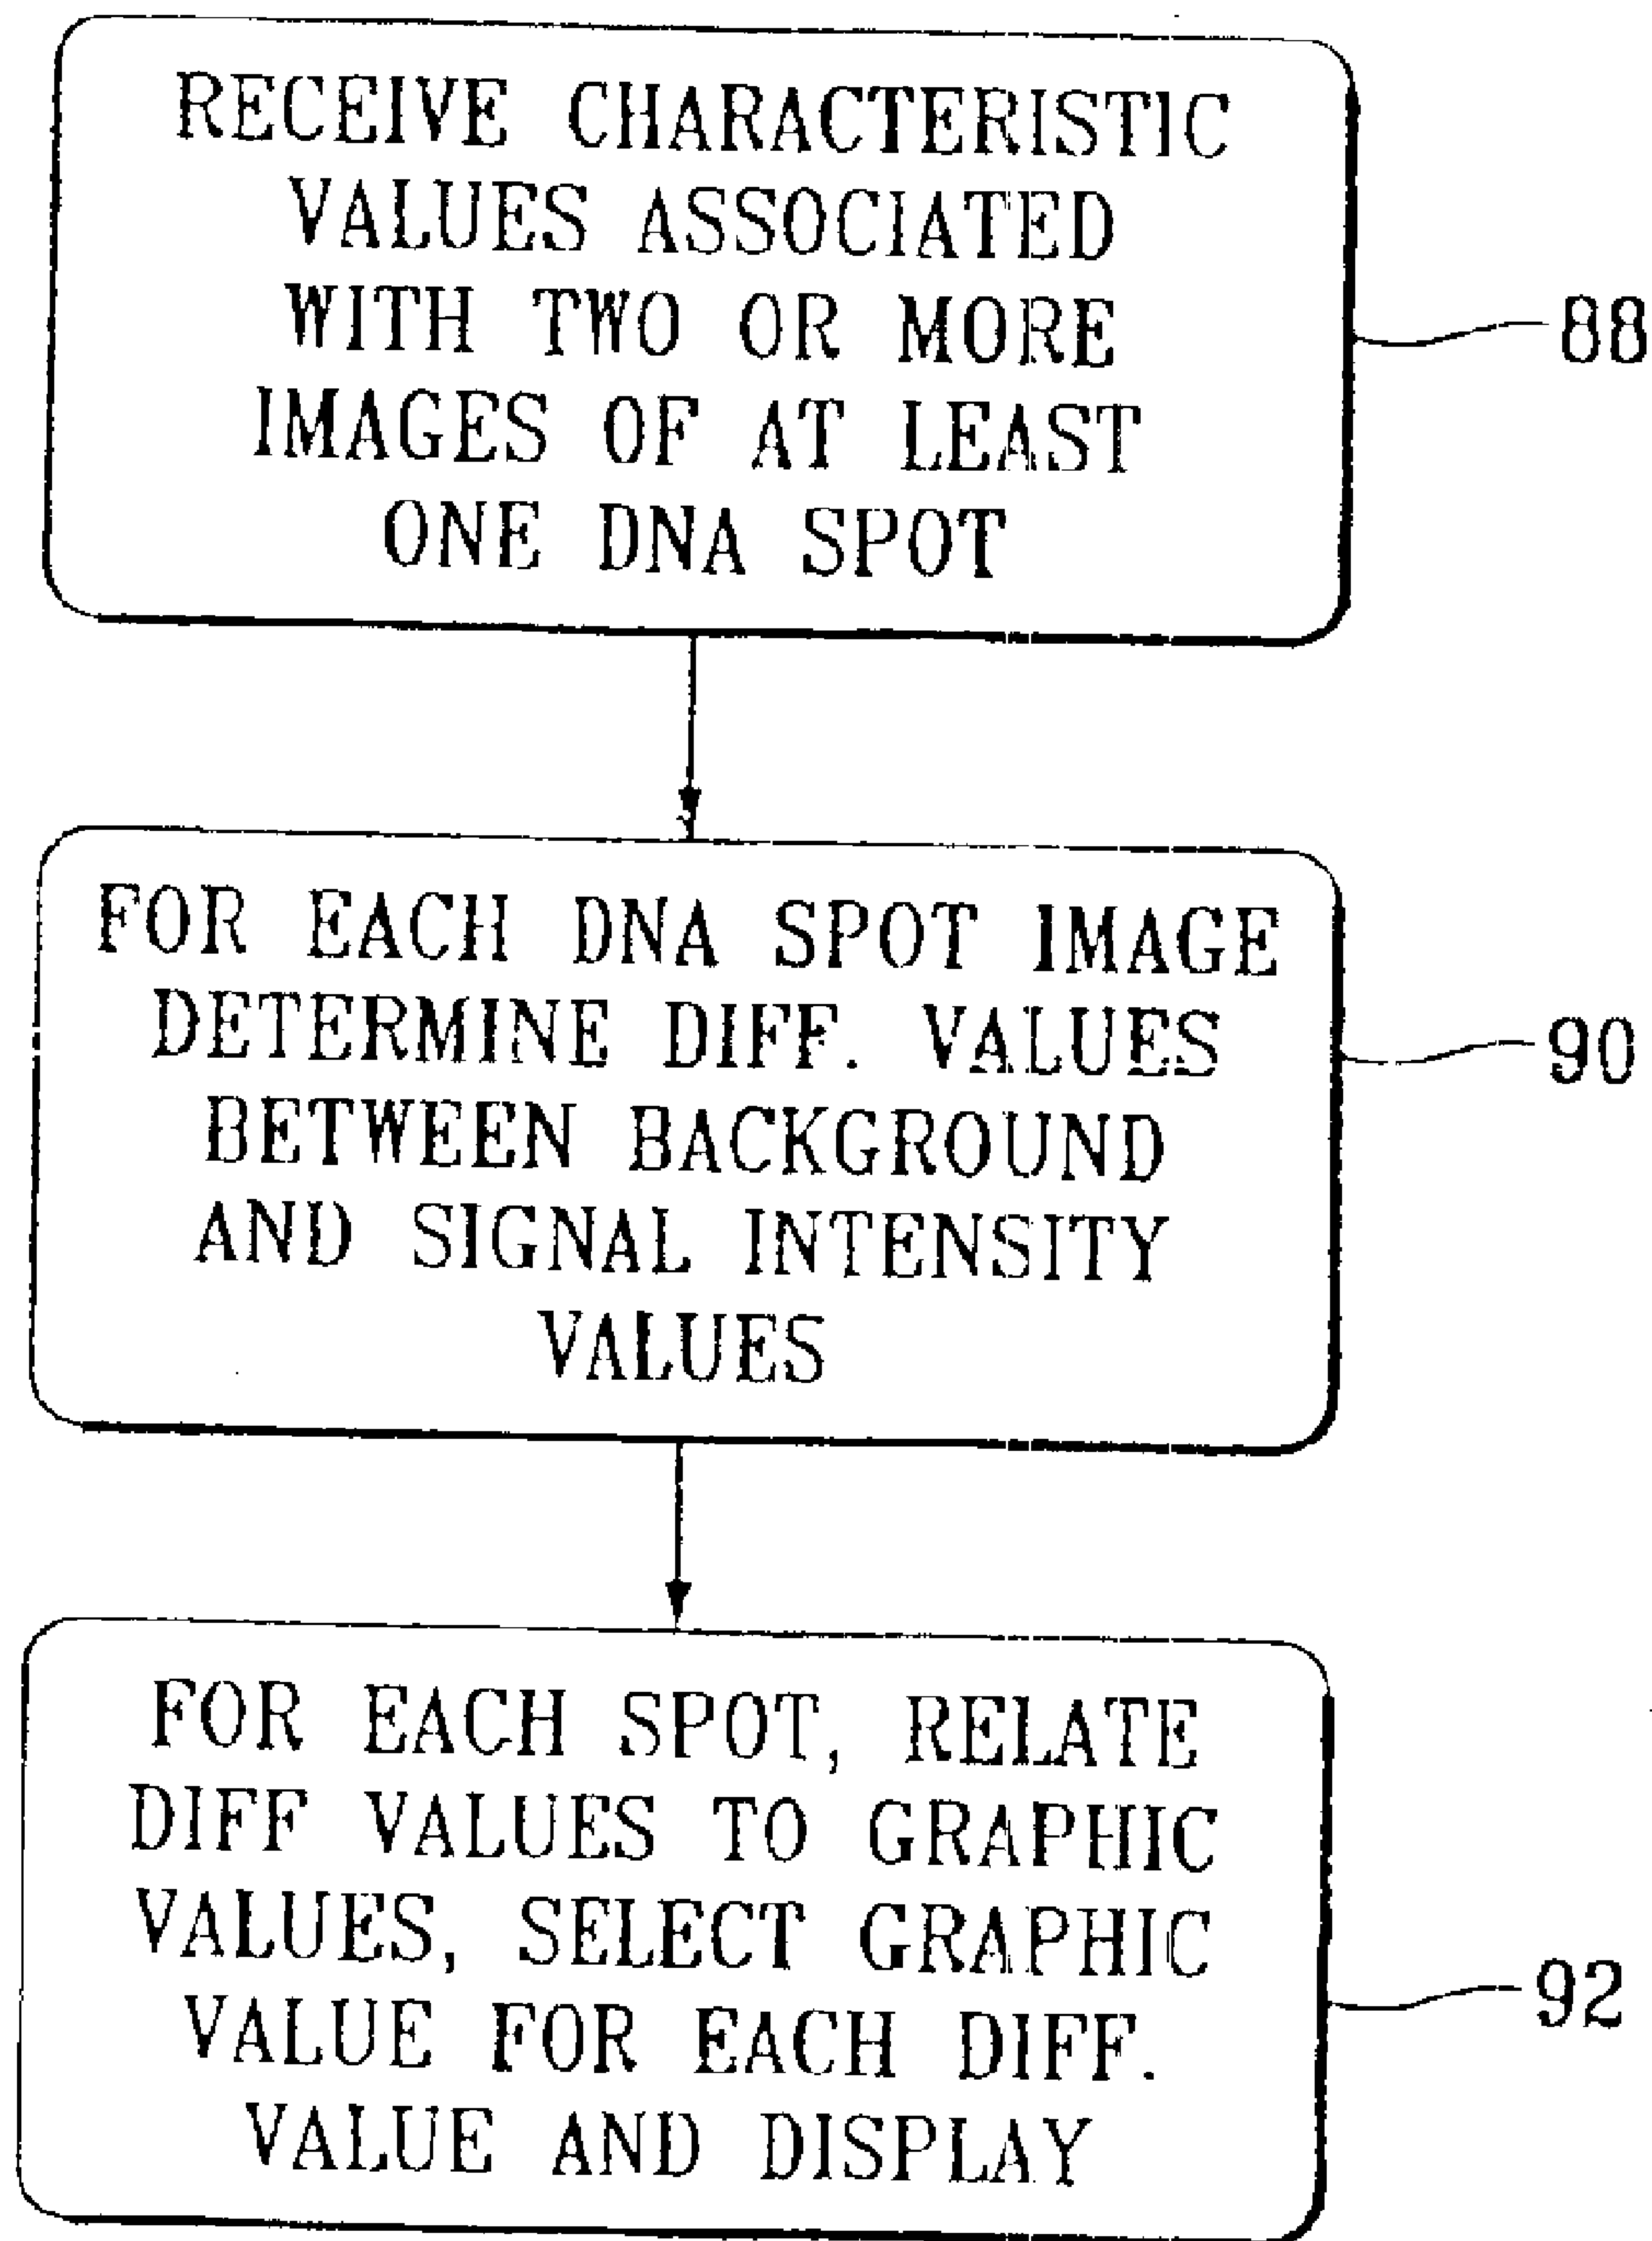 RECEIVE CHARACTERISTIC
VALUES ASSOCIATED
WITH TWO OR MORE
IMAGES OF AT LEAST
ONE DNA SPOT
88
FOR EACH DNA SPOT IMAGE
DETERMINE DIFF. VALUES
BETWEEN BACKGROUND
AND SIGNAL INTENSITY
VALUES
90
FOR EACH SPOT, RELATE
DIFF VALUES TO GRAPHIC
VALUES, SELECT GRAPHIC
VALUE FOR EACH DIFF.
VALUE AND DISPLAY
92